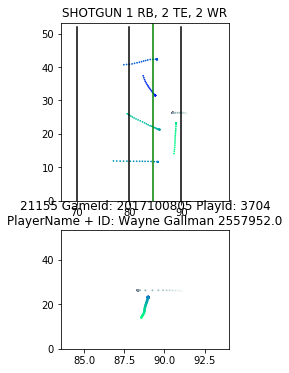 SHOTGUN 1 RB, 2 TE, 2 WR
50
40
30
20
10
0
70 80 90
21155 GameId: 2017100805 PlayId: 3704
PlayerName + ID: Wayne Gallman 2557952.0
40
20
0
85.0 87.5 90.0 92.5